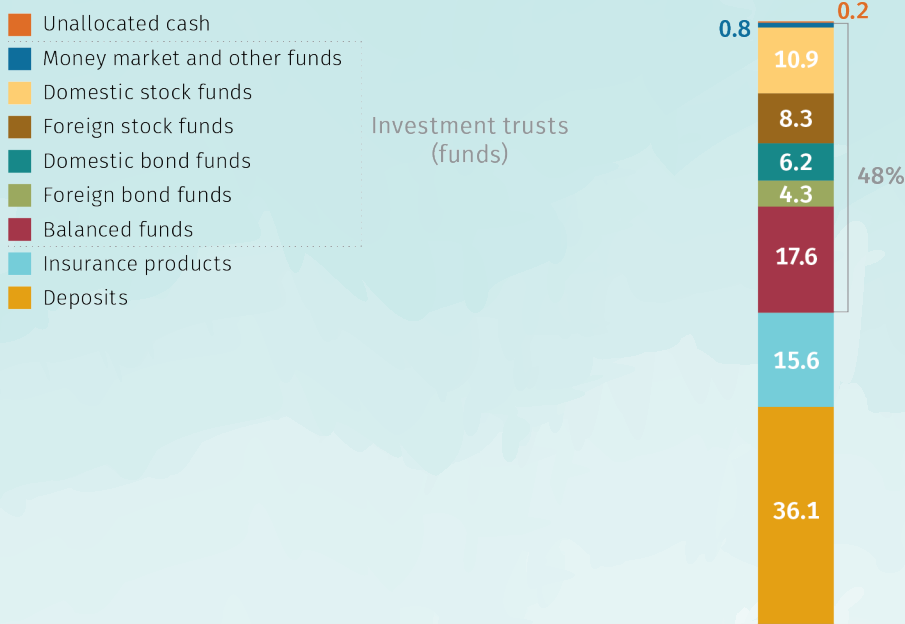 Unallocated cash
Money market and other funds
Domestic stock funds
Foreign stock funds
Domestic bond funds
Foreign bond funds
Balanced funds
Insurance products
Deposits
Investment trusts
(funds)
0.2
0.8
10.9
8.3
6.2
4.3
17.6
48%
15.6
36.1